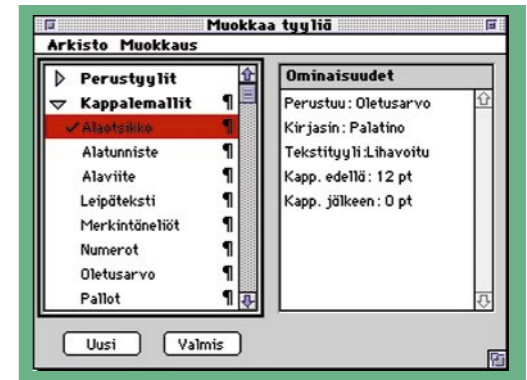 Muokkaa tyyliä
Arkisto Muokkaus
Perustyylit
Kappalemallit ¶
✓Alaotsikko ¶
Alatunniste ¶
Alaviite ¶
Leipäteksti ¶
Merkintäneliöt ¶
Numerot ¶
Oletusarvo ¶
Pallot ¶
Ominaisuudet
Perustuu: Oletusarvo
Kirjasin: Palatino
Tekstityyli:Lihavoitu
Kapp. edellä: 12 pt
Kapp. jälkeen: 0 pt
Uusi
Valmis